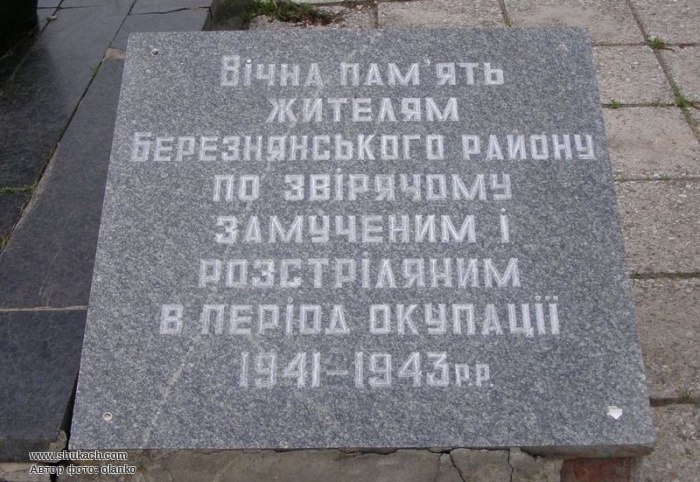 Вічна пам'ять
жителям
Березнянського району
по звірячому
замученим і
розстріляним
в період окупації
1941-1943р.р.
www.shukach.com
Автор фото: olanko